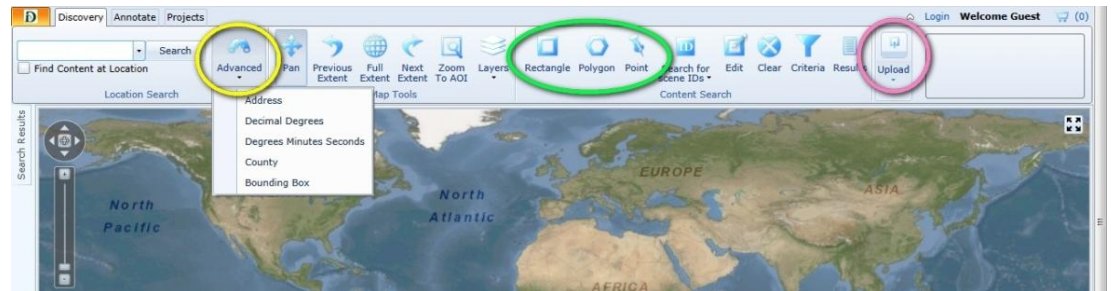 D Discovery Annotate Projects Login Welcome Guest (0)
Search
Find Content at Location
Advanced
Pan
Previous Extent
Full Extent
Next Extent
Zoom To AOI
Layers
Rectangle Polygon Point
Search for scene IDs
Edit Clear Criteria Results
Upload
Location Search
Map Tools
Content Search
Address
Decimal Degrees
Degrees Minutes Seconds
County
Bounding Box
Search Results
North
Pacific
North
Atlantic
EUROPE
ASIA
AFRICA